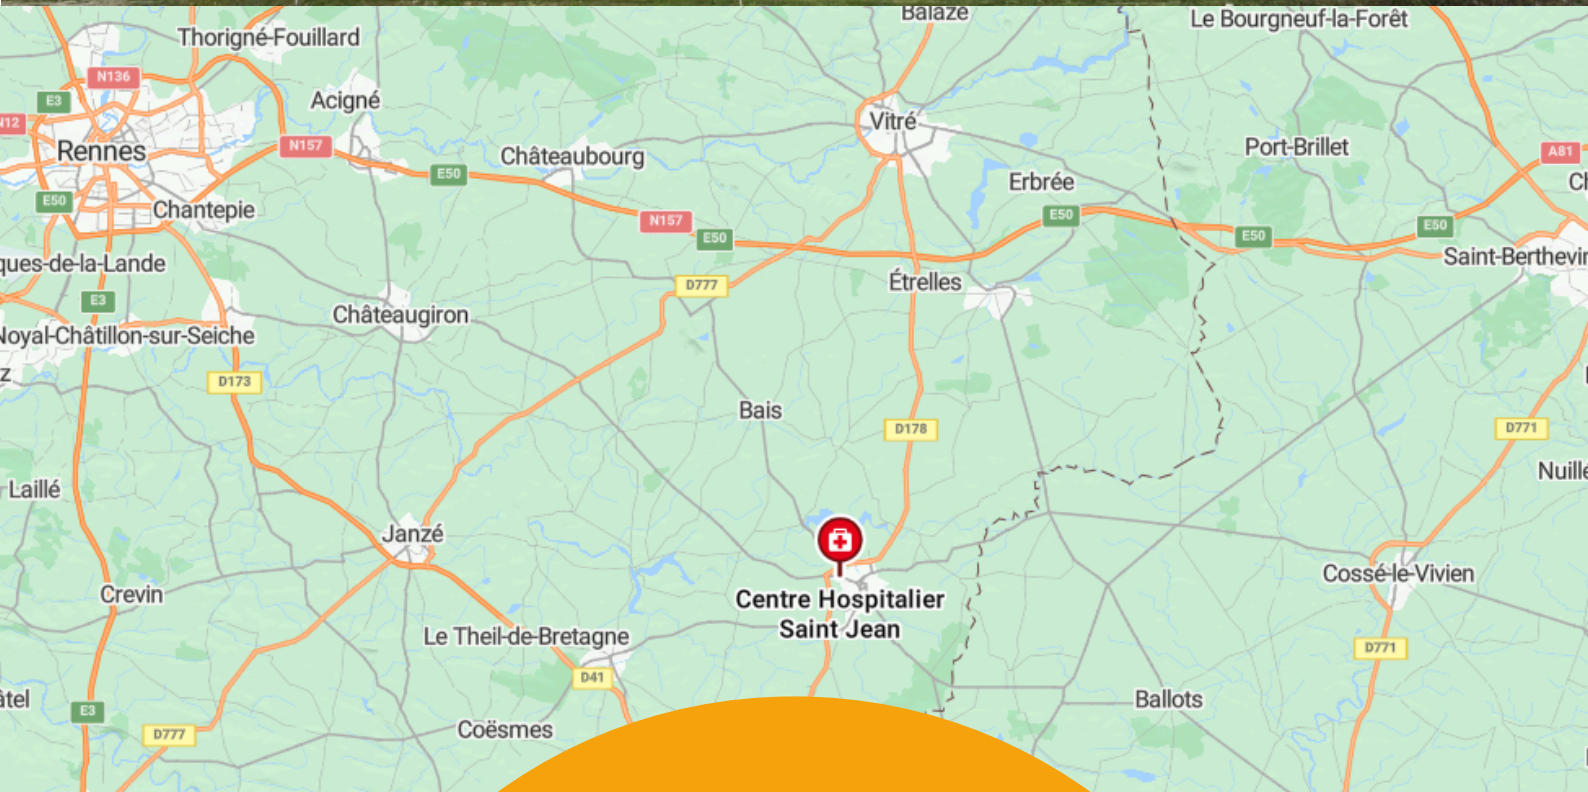 Balazé
Le Bourgneuf-la-Forêt
Thorigné-Fouillard
N136
E3
Acigné
N12
Vitré
Rennes
N157
Châteaubourg
Port-Brillet
A81
E50
Erbrée
E50
Chantepie
N157
E50
E50
E50
E50
ques-de-la-Lande
Saint-Berthevin
Étrelles
D777
E3
Châteaugiron
Noyal-Châtillon-sur-Seiche
D173
Bais
D178
D771
Laillé
Nuillé
Janzé
Cossé-le-Vivien
Crevin
Centre Hospitalier
Saint Jean
Le Theil-de-Bretagne
D771
D41
Ballots
E3
Coësmes
D777